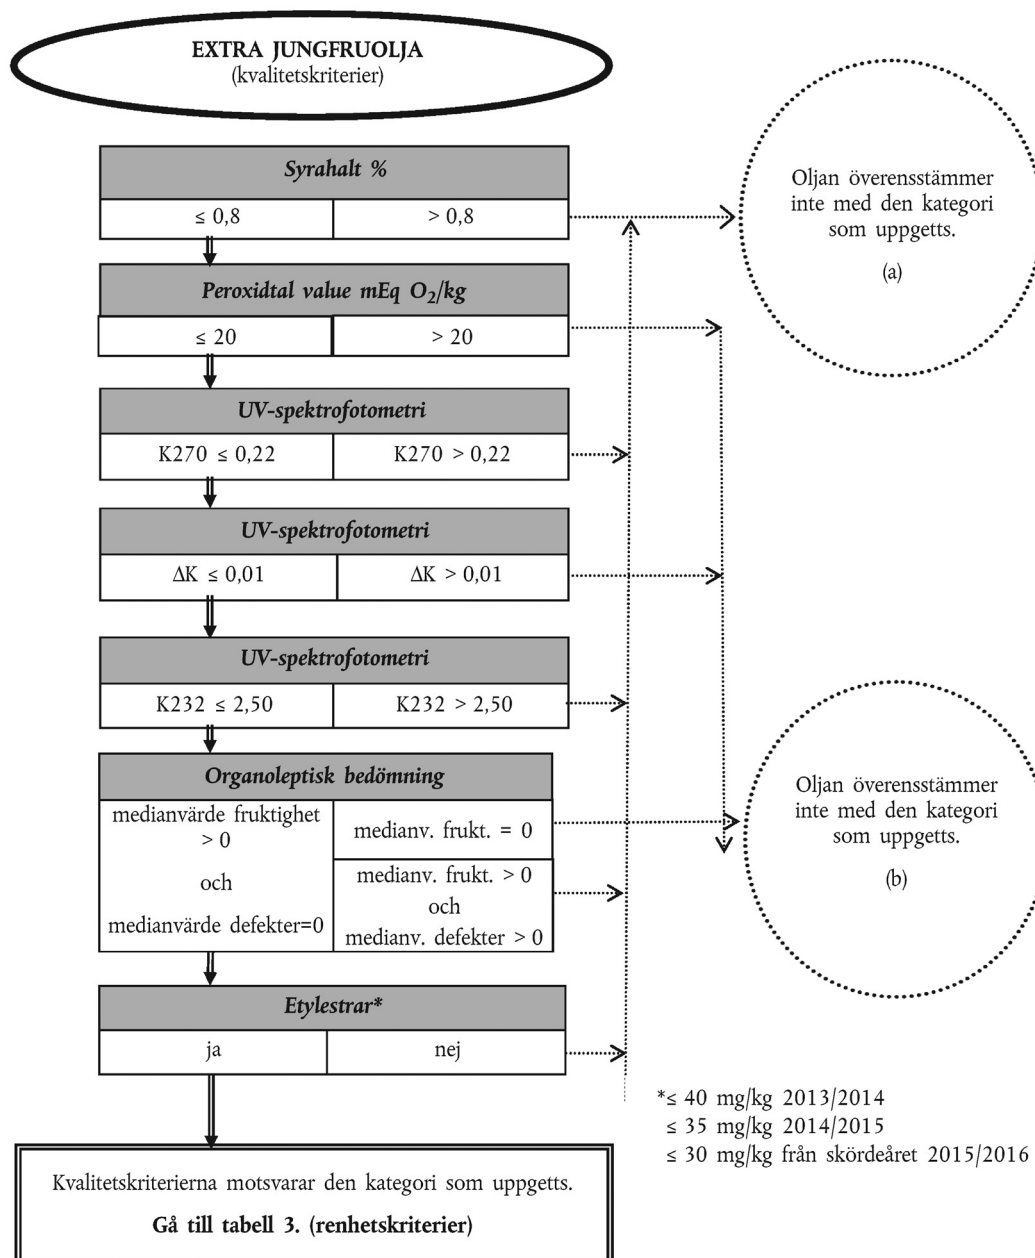 EXTRA JUNGFRUOLJA
(kvalitetskriterier)
Syrahalt %
≤ 0,8
> 0,8
Oljan överensstämmer
inte med den kategori
som uppgetts.
(a)
Peroxidtal value mEq O2/kg
≤ 20
> 20
UV-spektrofotometri
K270 ≤ 0,22
K270 > 0,22
UV-spektrofotometri
ΔK ≤ 0,01
ΔK > 0,01
UV-spektrofotometri
K232 ≤ 2,50
K232 > 2,50
Organoleptisk bedömning
medianvärde fruktighet
> 0
och
medianvärde defekter=0
medianv. frukt. = 0
medianv. frukt. > 0
och
medianv. defekter > 0
Oljan överensstämmer
inte med den kategori
som uppgetts.
(b)
Etylestrar*
ja
nej
*≤ 40 mg/kg 2013/2014
≤ 35 mg/kg 2014/2015
≤ 30 mg/kg från skördeåret 2015/2016
Kvalitetskriterierna motsvarar den kategori som uppgetts.
Gå till tabell 3. (renhetskriterier)